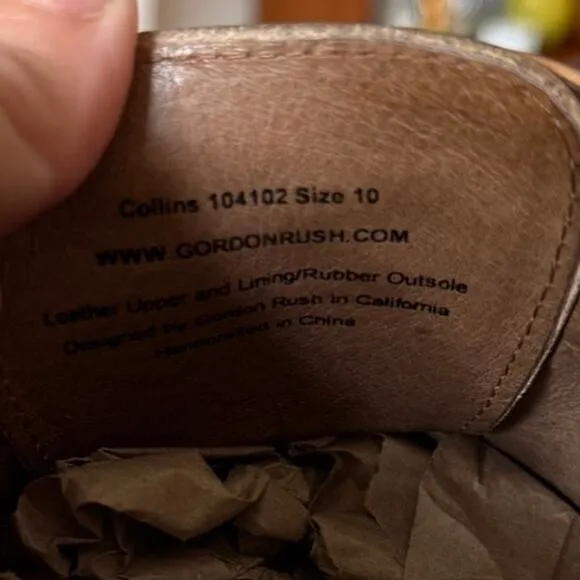 Collins 104102 Size 10
WWW.GORDONRUSH.COM
Leather Upper and Lining/Rubber Outsole
Designed by Gordon Rush in California
Handcrafted in China